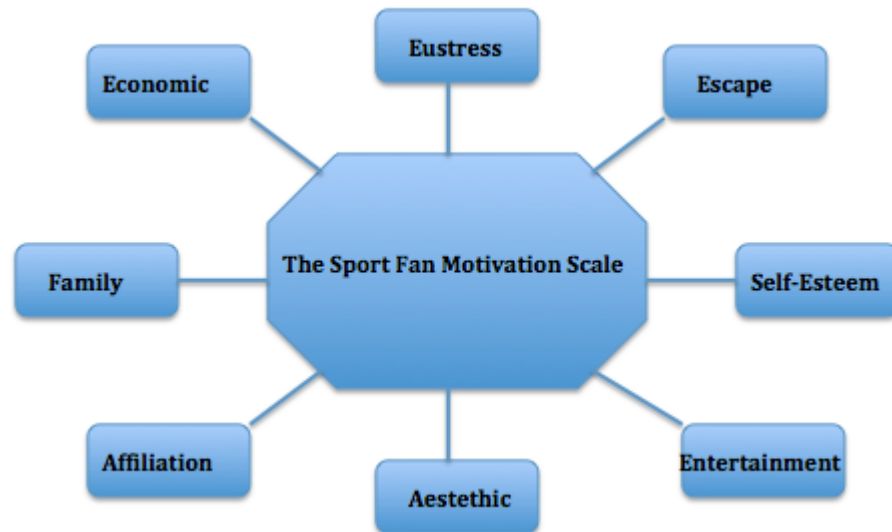 Eustress
Economic
Escape
The Sport Fan Motivation Scale
Family
Self-Esteem
Affiliation
Entertainment
Aestethic